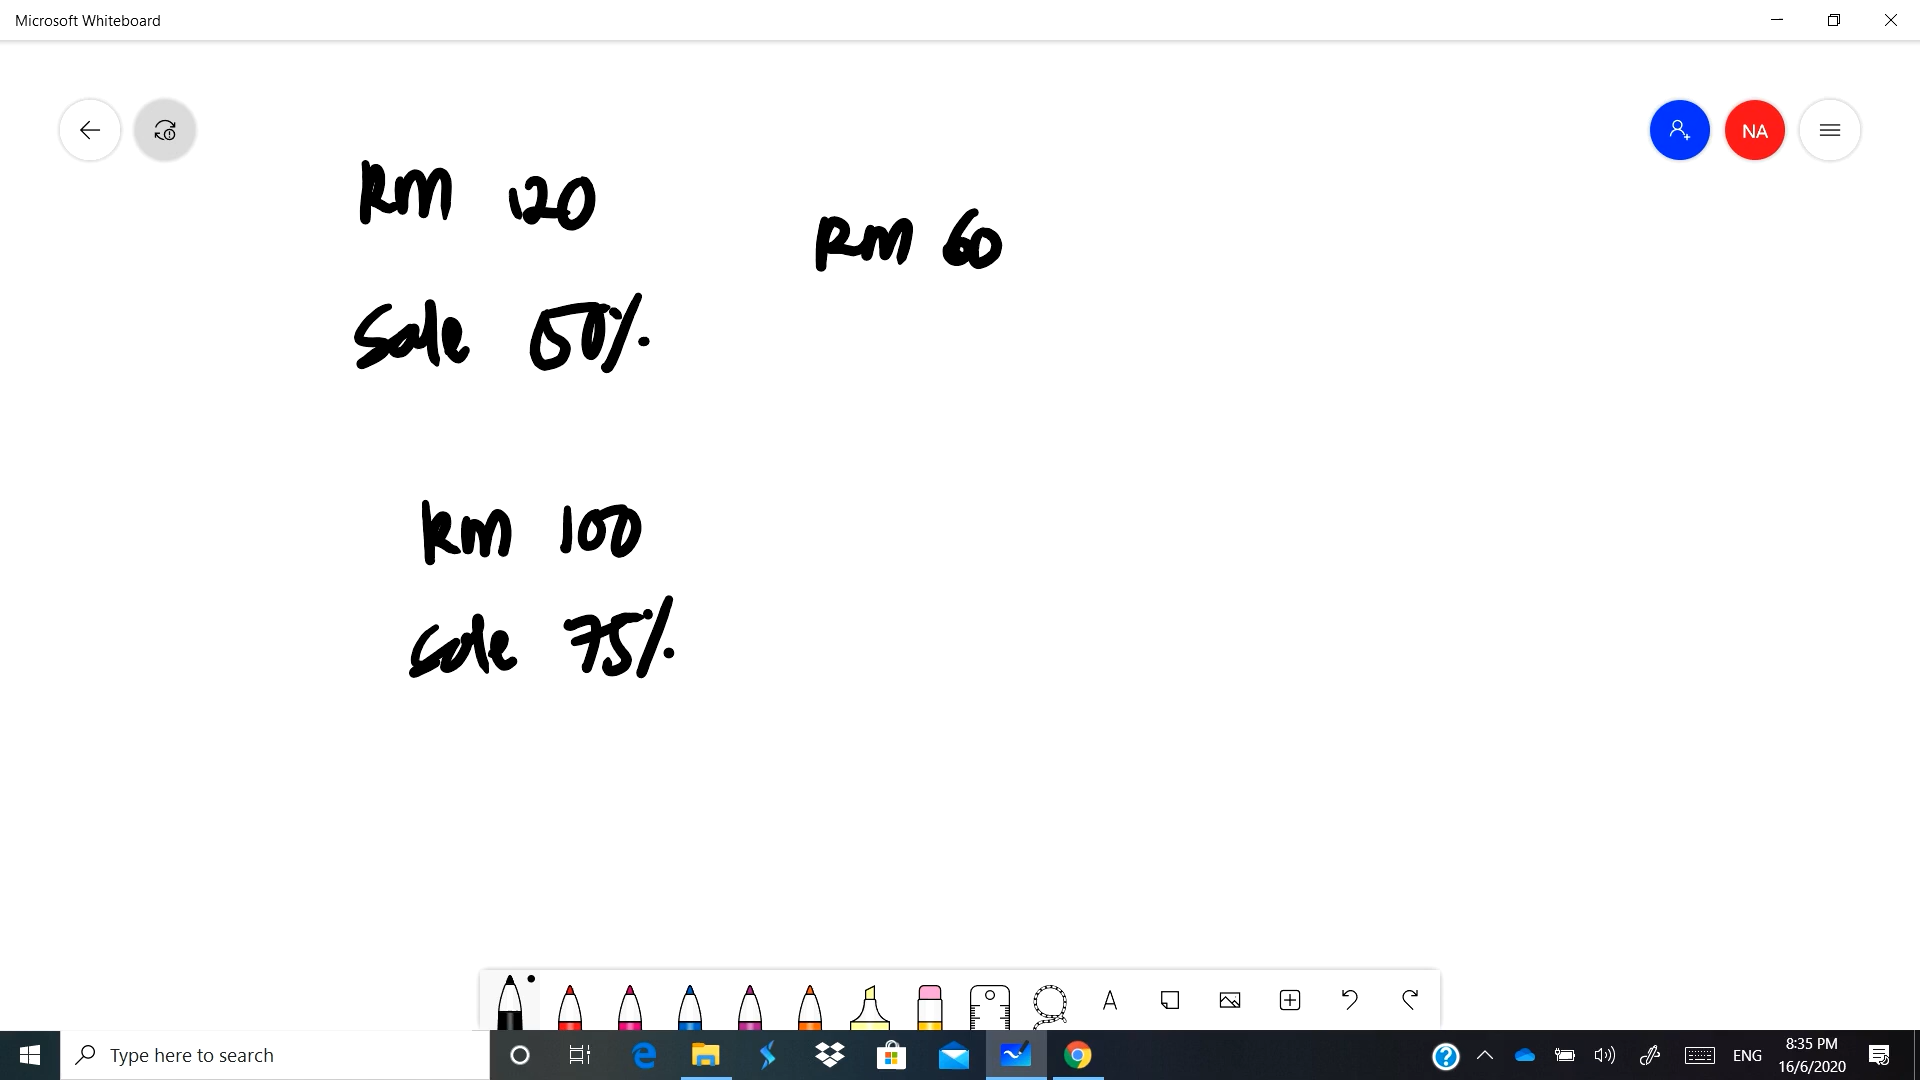 Microsoft Whiteboard
NA
RM 120
RM 60
Sale 50%
RM 100
Sale 75%
A
Type here to search
ENG
8:35 PM
16/6/2020